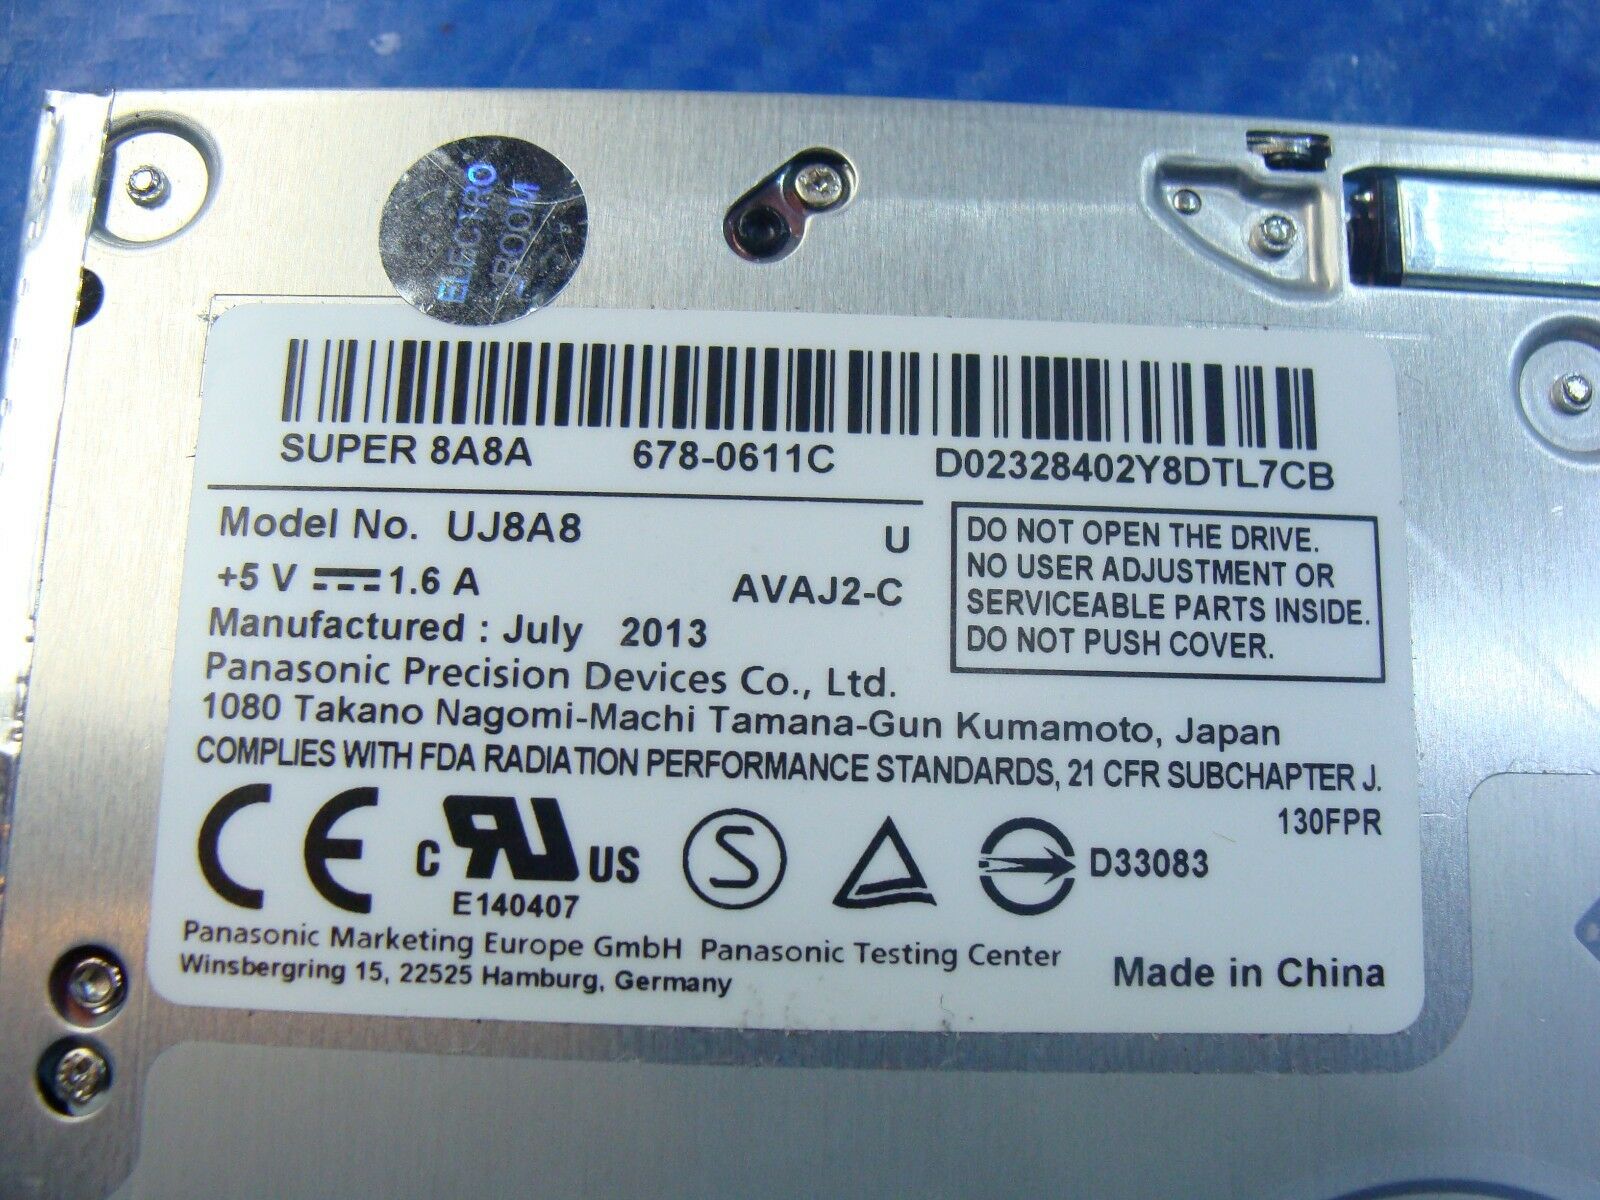 ELECTRO
ROOM
SUPER 8A8A 678-0611C D02328402Y8DTL7CB
Model No. UJ8A8 U
+5 V 1.6 A AVAJ2-C
Manufactured : July 2013
DO NOT OPEN THE DRIVE.
NO USER ADJUSTMENT OR
SERVICEABLE PARTS INSIDE.
DO NOT PUSH COVER.
Panasonic Precision Devices Co., Ltd.
1080 Takano Nagomi-Machi Tamana-Gun Kumamoto, Japan
COMPLIES WITH FDA RADIATION PERFORMANCE STANDARDS, 21 CFR SUBCHAPTER J.
130FPR
CE C RU US S D33083
E140407
Panasonic Marketing Europe GmbH Panasonic Testing Center
Winsbergring 15, 22525 Hamburg, Germany
Made in China